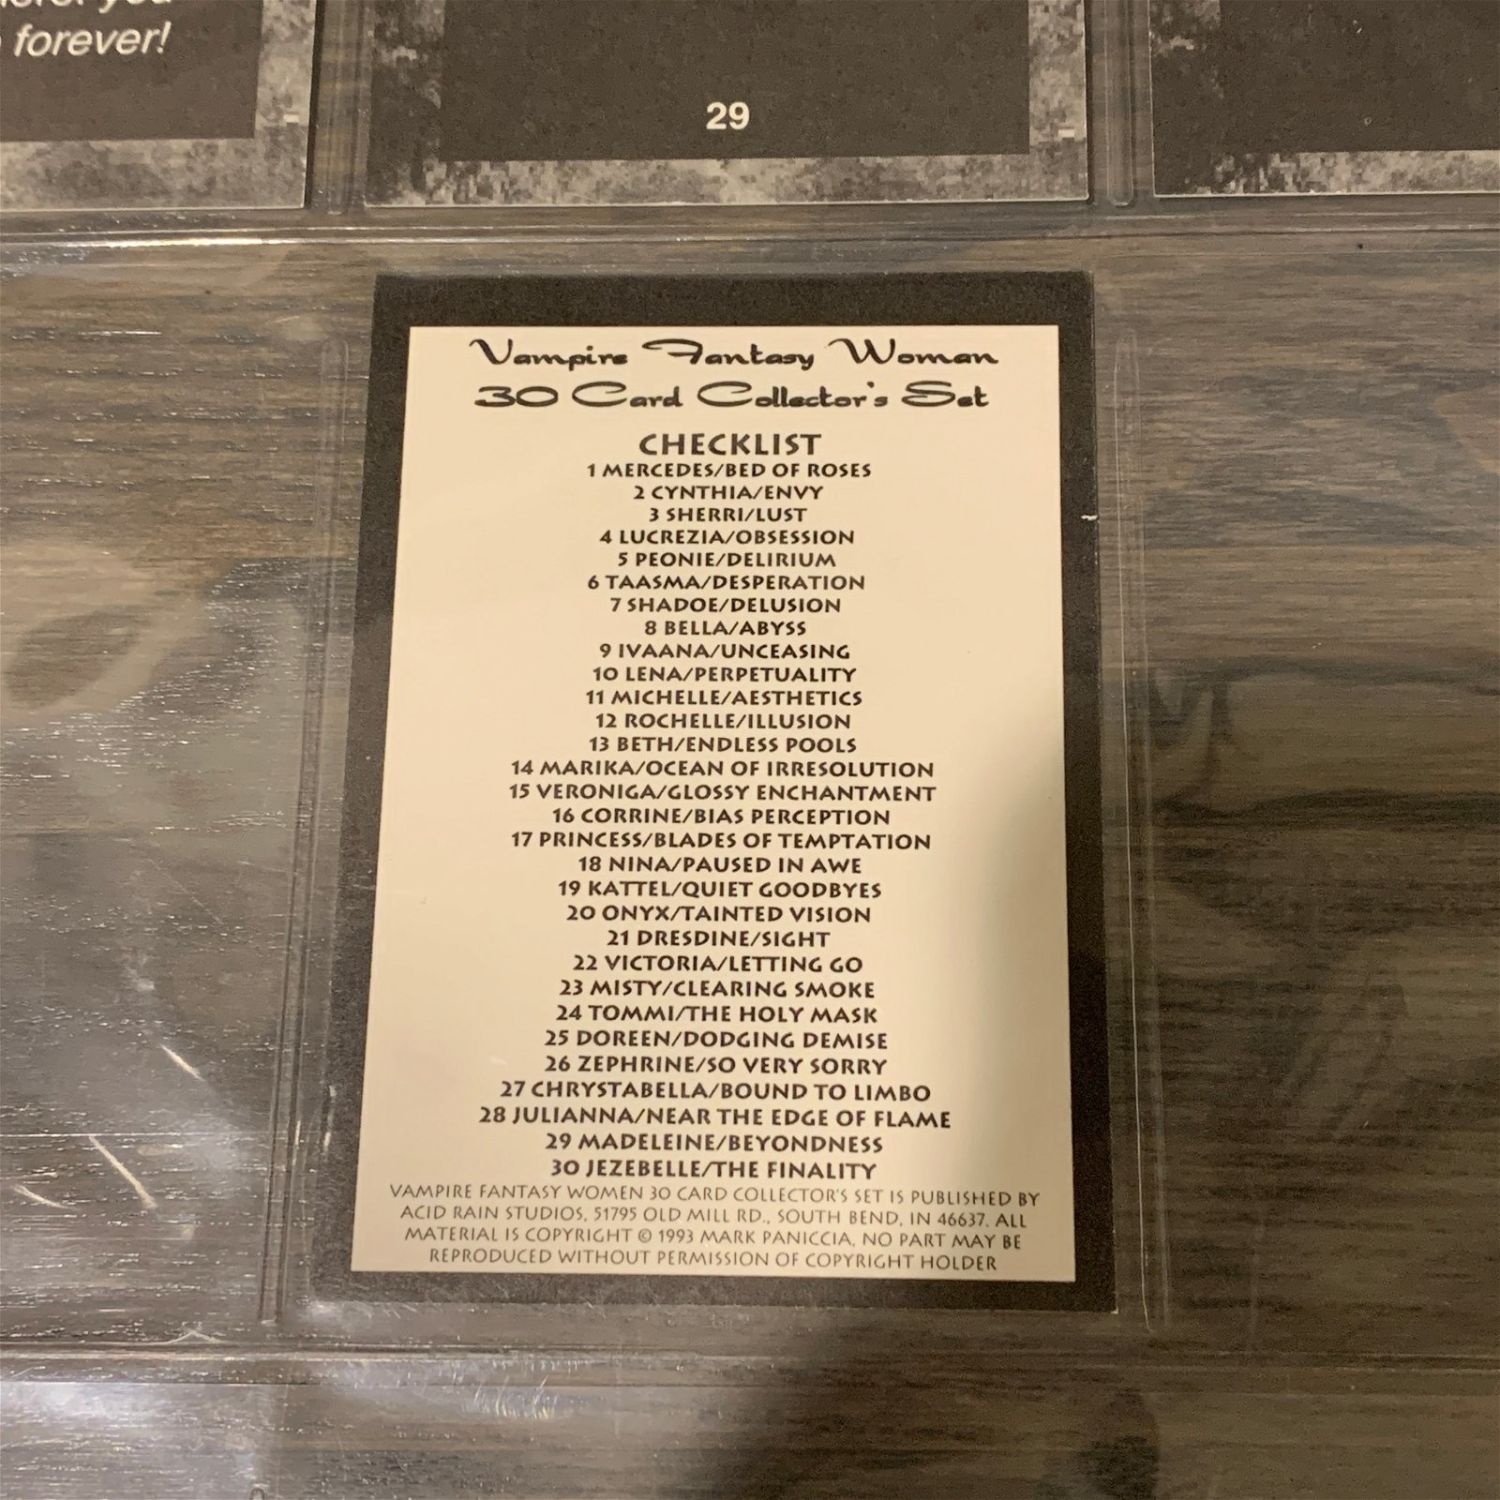 forever!
29
Vampire Fantasy Woman
30 Card Collector's Set
CHECKLIST
1 MERCEDES/BED OF ROSES
2 CYNTHIA/ENVY
3 SHERRI/LUST
4 LUCREZIA/OBSESSION
5 PEONIE/DELIRIUM
6 TAASMA/DESPERATION
7 SHADOE/DELUSION
8 BELLA/ABYSS
9 IVAANA/UNCEASING
10 LENA/PERPETUALITY
11 MICHELLE/AESTHETICS
12 ROCHELLE/ILLUSION
13 BETH/ENDLESS POOLS
14 MARIKA/OCEAN OF IRRESOLUTION
15 VERONIGA/GLOSSY ENCHANTMENT
16 CORRINE/BIAS PERCEPTION
17 PRINCESS/BLADES OF TEMPTATION
18 NINA/PAUSED IN AWE
19 KATTEL/QUIET GOODBYES
20 ONYX/TAINTED VISION
21 DRESDINE/SIGHT
22 VICTORIA/LETTING GO
23 MISTY/CLEARING SMOKE
24 TOMMI/THE HOLY MASK
25 DOREEN/DODGING DEMISE
26 ZEPHRINE/SO VERY SORRY
27 CHRYSTABELLA/BOUND TO LIMBO
28 JULIANNA/NEAR THE EDGE OF FLAME
29 MADELEINE/BEYONDNESS
30 JEZEBELLE/THE FINALITY
VAMPIRE FANTASY WOMEN 30 CARD COLLECTOR'S SET IS PUBLISHED BY
ACID RAIN STUDIOS, 51795 OLD MILL RD., SOUTH BEND, IN 46637. ALL
MATERIAL IS COPYRIGHT © 1993 MARK PANICCIA, NO PART MAY BE
REPRODUCED WITHOUT PERMISSION OF COPYRIGHT HOLDER